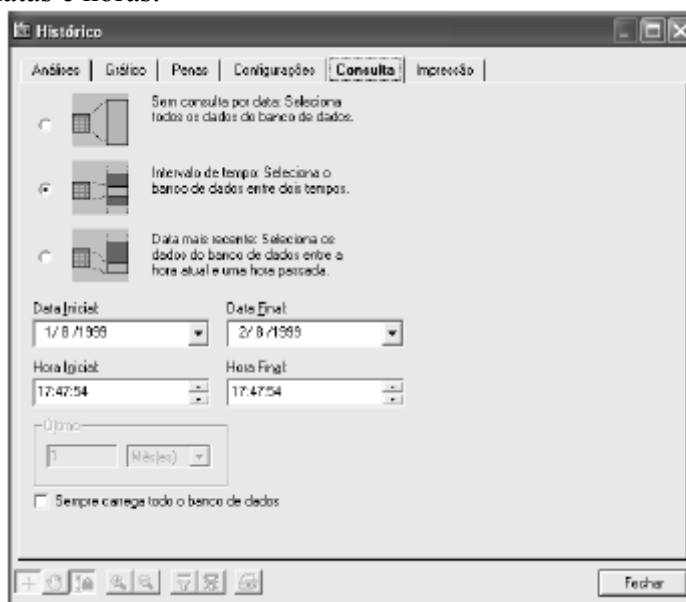 datas e horas.
Histórico
Análises Gráfico Penas Configurações Consulta Impressão
Sem consulta por data: Seleciona
todos os dados do banco de dados.
Intervalo de tempo: Seleciona o
banco de dados entre dois tempos.
Data mais recente: Seleciona os
dados do banco de dados entre a
hora atual e uma hora passada.
Data Inicial: Data Final:
1/ 8 /1999 2/ 8 /1999
Hora Inicial: Hora Final:
17:47:54 17:47:54
Último
1 Mês(es)
Sempre carrega todo o banco de dados
Fechar